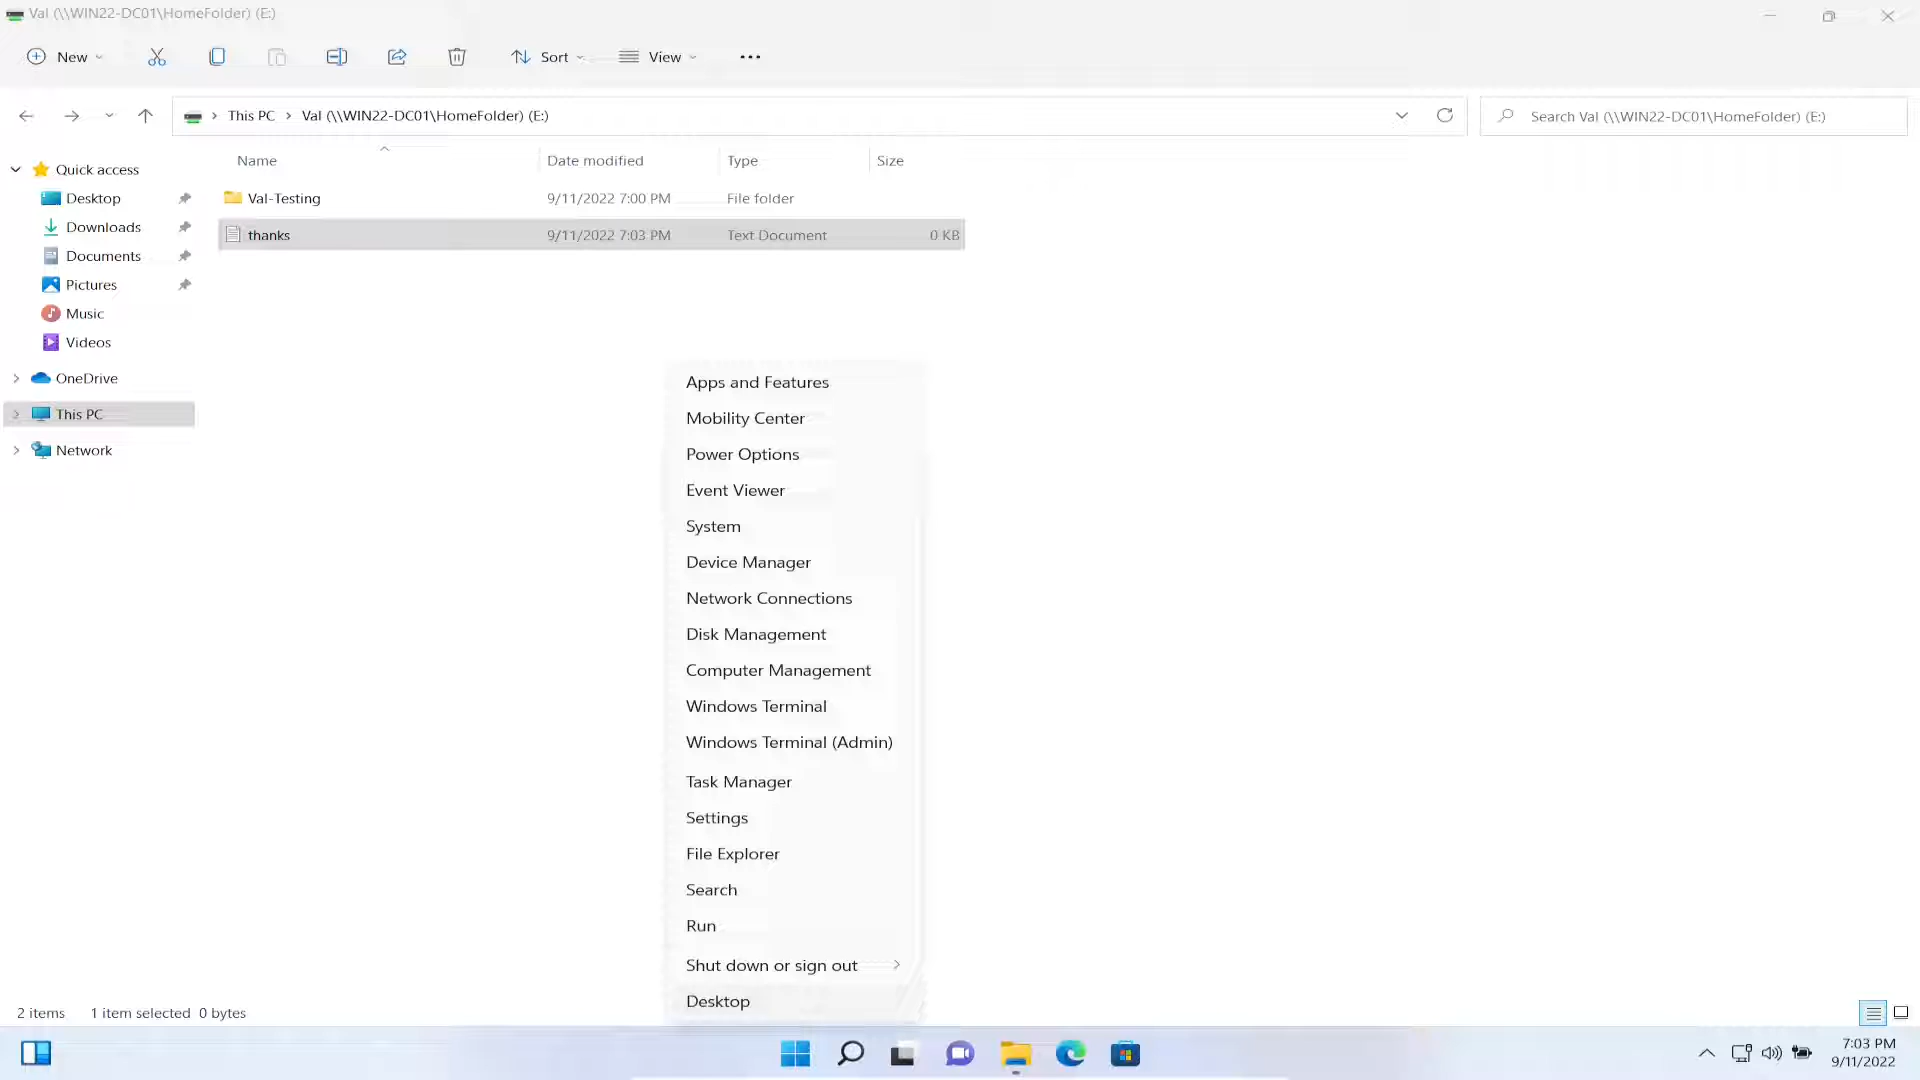 Val (\\WIN22-DC01\HomeFolder) (E:)
New
Sort
View
This PC
Val (\\WIN22-DC01\HomeFolder) (E:)
Search Val (\\WIN22-DC01\HomeFolder) (E:)
Name
Date modified
Type
Size
Val-Testing
9/11/2022 7:00 PM
File folder
thanks
9/11/2022 7:03 PM
Text Document
0 KB
Quick access
Desktop
Downloads
Documents
Pictures
Music
Videos
OneDrive
This PC
Network
Apps and Features
Mobility Center
Power Options
Event Viewer
System
Device Manager
Network Connections
Disk Management
Computer Management
Windows Terminal
Windows Terminal (Admin)
Task Manager
Settings
File Explorer
Search
Run
Shut down or sign out
Desktop
2 items
1 item selected 0 bytes
7:03 PM
9/11/2022